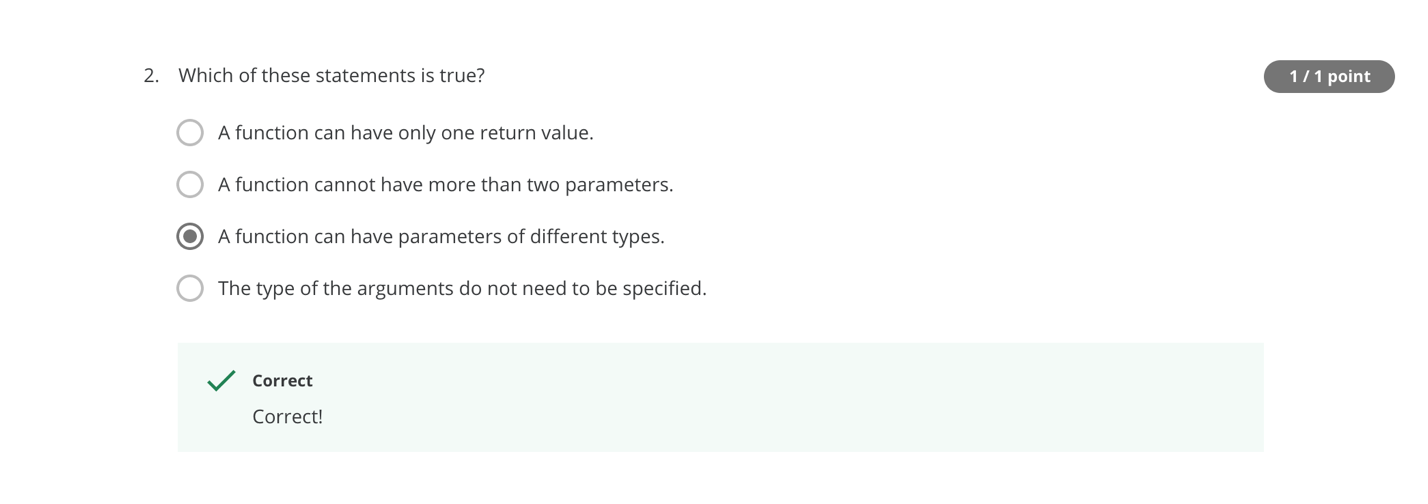 2. Which of these statements is true?
1 / 1 point
A function can have only one return value.
A function cannot have more than two parameters.
A function can have parameters of different types.
The type of the arguments do not need to be specified.
Correct
Correct!